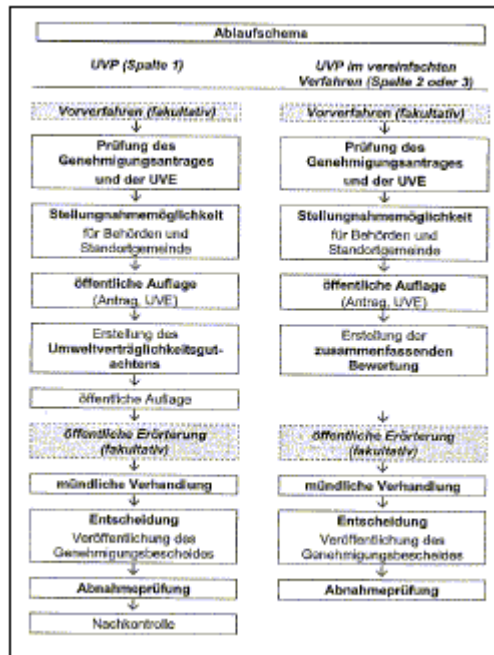 Ablaufschema
UVP (Spalte 1)
Vorverfahren (fakultativ)
Prüfung des
Genehmigungsantrages
und der UVE
Stellungnahmemöglichkeit
für Behörden und
Standortgemeinde
öffentliche Auflage
(Antrag, UVE)
Erstellung des
Umweltverträglichkeitsgut-
achtens
öffentliche Auflage
öffentliche Erörterung
(fakultativ)
mündliche Verhandlung
Entscheidung
Veröffentlichung des
Genehmigungsbescheides
Abnahmeprüfung
Nachkontrolle
UVP im vereinfachten
Verfahren (Spalte 2 oder 3)
Vorverfahren (fakultativ)
Prüfung des
Genehmigungsantrages
und der UVE
Stellungnahmemöglichkeit
für Behörden und
Standortgemeinde
öffentliche Auflage
(Antrag, UVE)
Erstellung der
zusammenfassenden
Bewertung
öffentliche Erörterung
(fakultativ)
mündliche Verhandlung
Entscheidung
Veröffentlichung des
Genehmigungsbescheides
Abnahmeprüfung